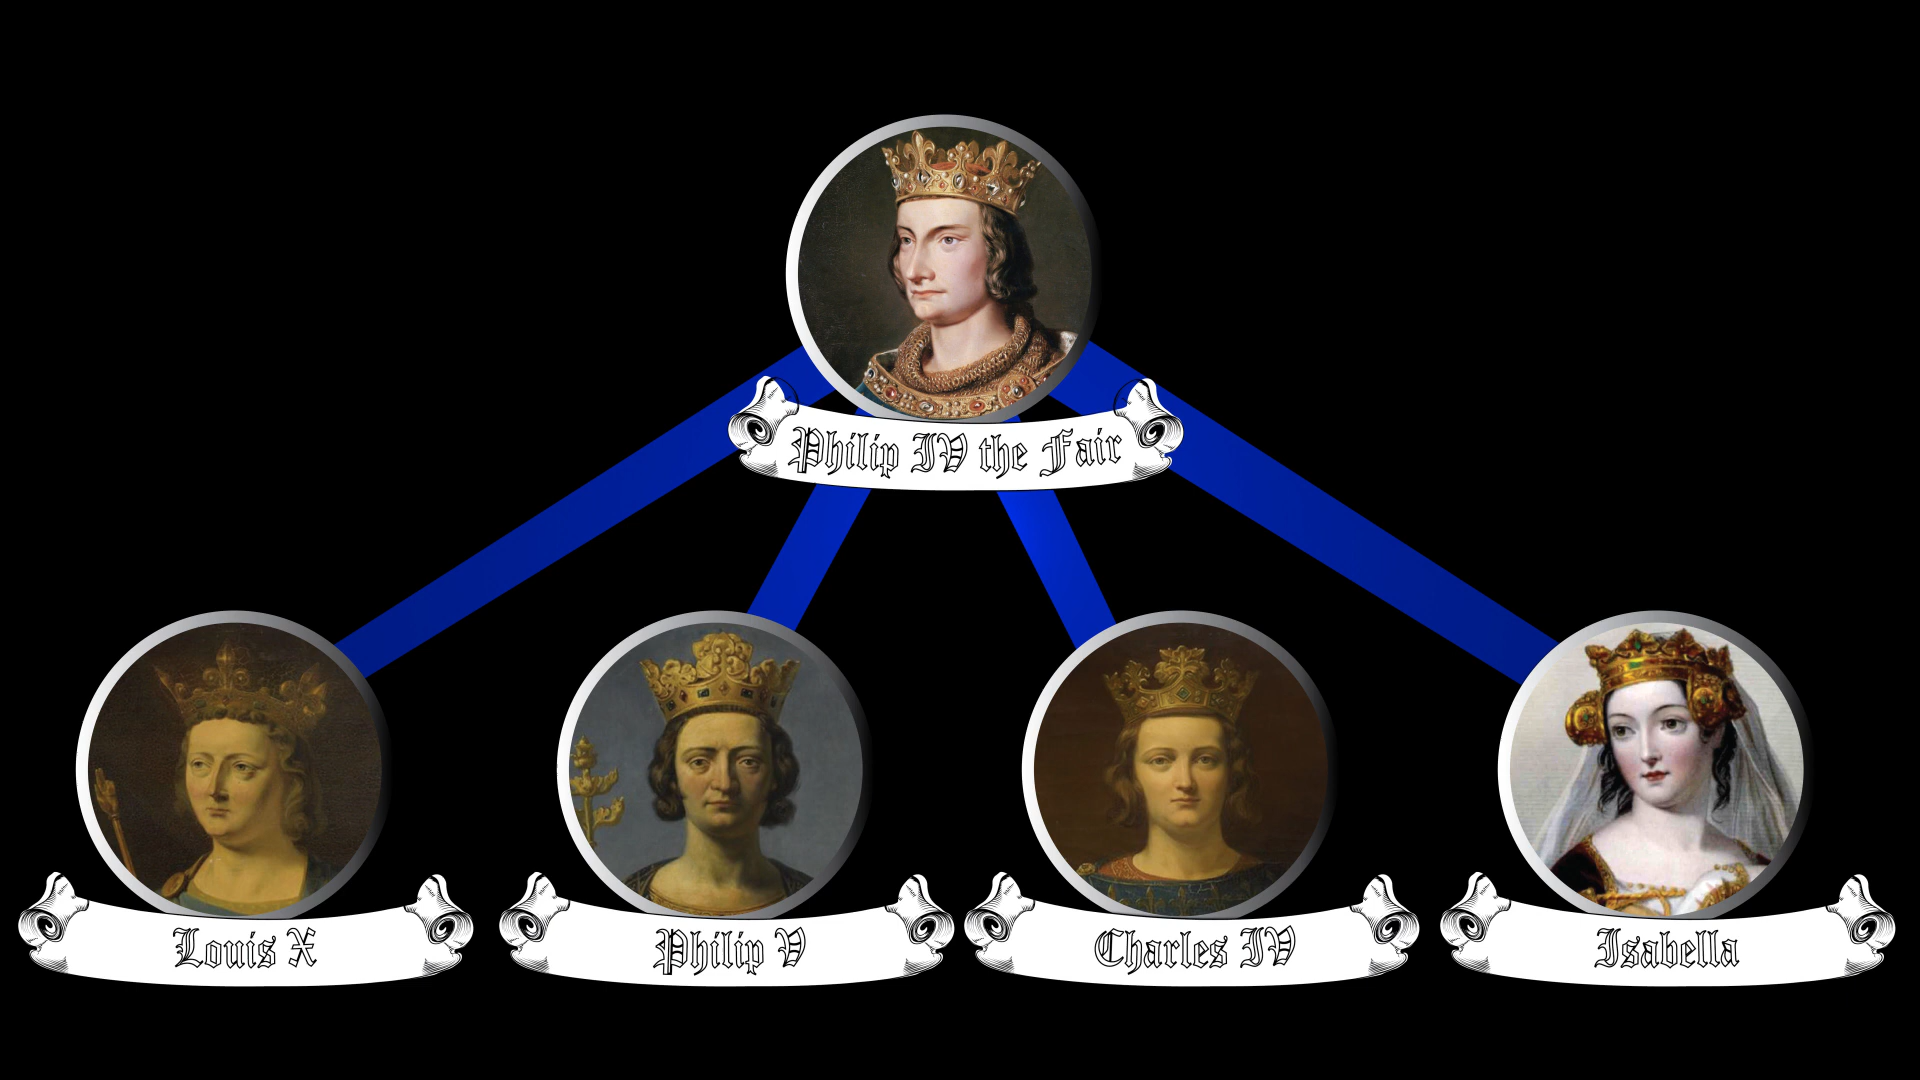 Philip IV the Fair
Louis X
Philip V
Charles IV
Isabella